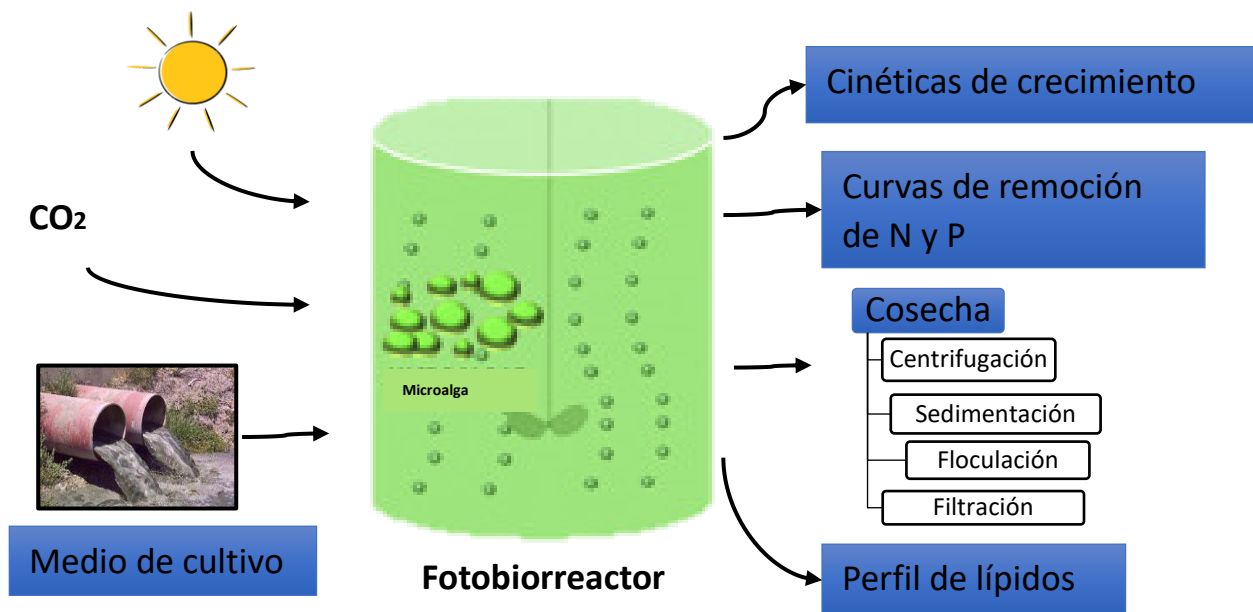 CO2
Medio de cultivo
Microalga
Fotobiorreactor
Cinéticas de crecimiento
Curvas de remoción
de N y P
Cosecha
Centrifugación
Sedimentación
Floculación
Filtración
Perfil de lípidos